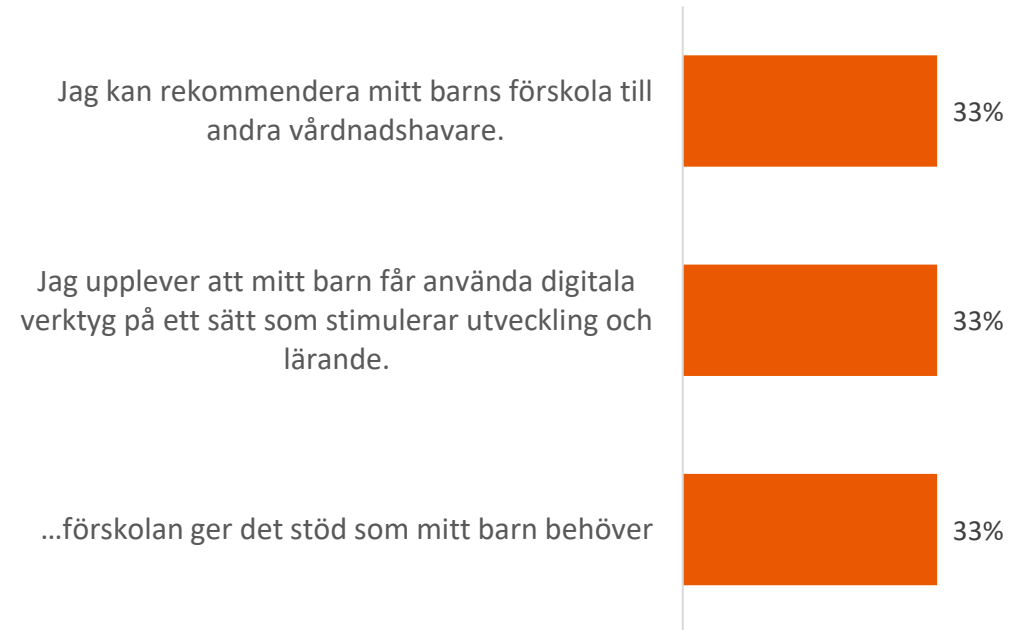 Jag kan rekommendera mitt barns förskola till
andra vårdnadshavare.
33%
Jag upplever att mitt barn får använda digitala
verktyg på ett sätt som stimulerar utveckling och
lärande.
33%
...förskolan ger det stöd som mitt barn behöver
33%